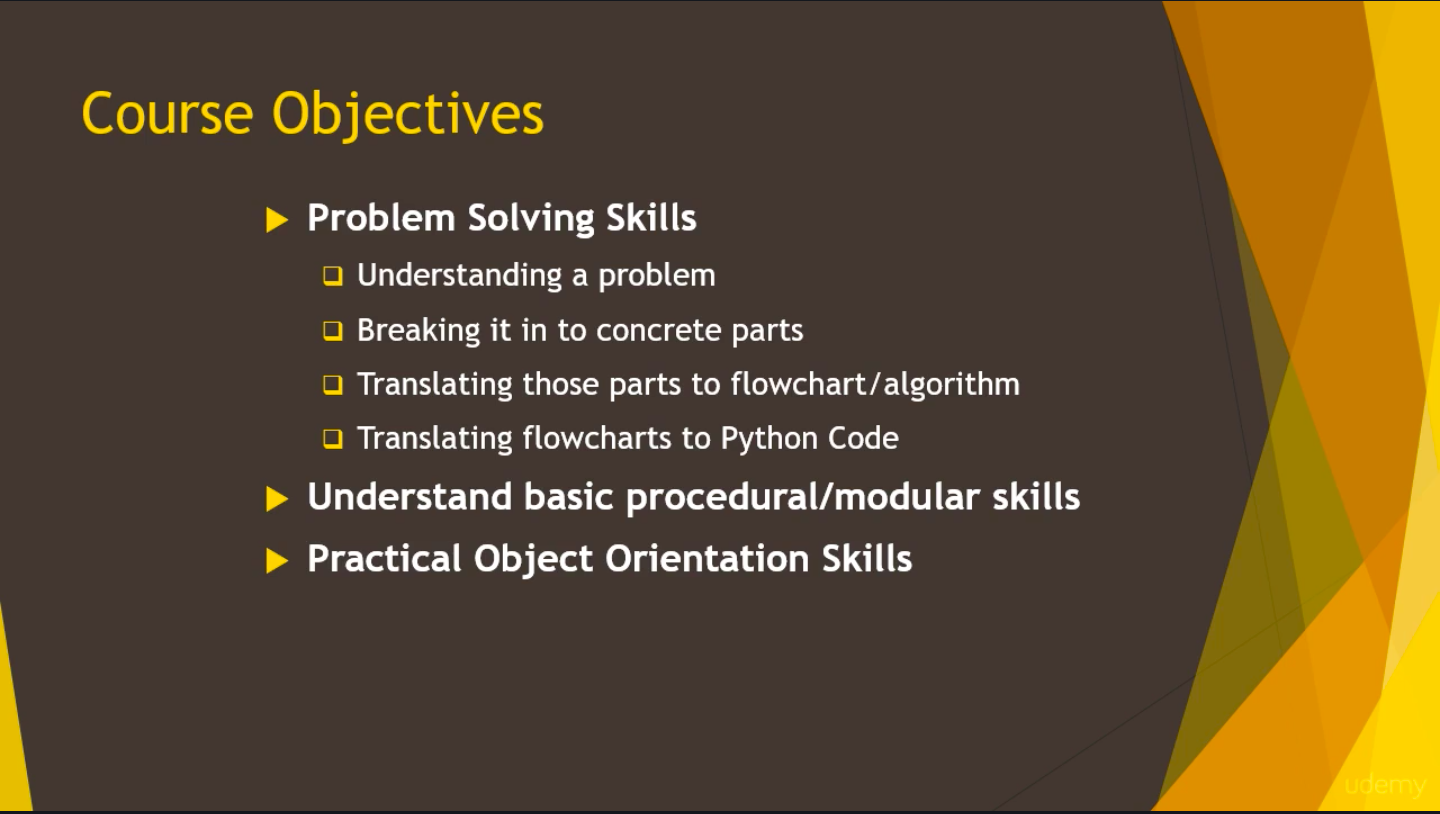 Course Objectives
Problem Solving Skills
Understanding a problem
Breaking it in to concrete parts
Translating those parts to flowchart/algorithm
Translating flowcharts to Python Code
Understand basic procedural/modular skills
Practical Object Orientation Skills
udemy